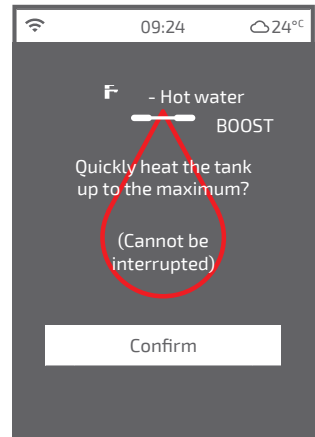 09:24
24°C
- Hot water
BOOST
Quickly heat the tank
up to the maximum?
(Cannot be
interrupted)
Confirm